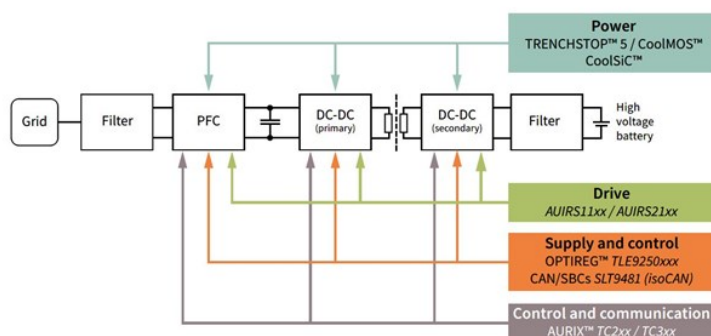 Power
TRENCHSTOP™ 5 / CoolMOS™
CoolSiC™
Grid
Filter
PFC
DC-DC
(primary)
DC-DC
(secondary)
Filter
High
voltage
battery
Drive
AUIRS11xx / AUIRS21xx
Supply and control
OPTIREG™ TLE9250xxx
CAN/SBCs SLT9481 (isoCAN)
Control and communication
AURIX™ TC2xx / TC3xx